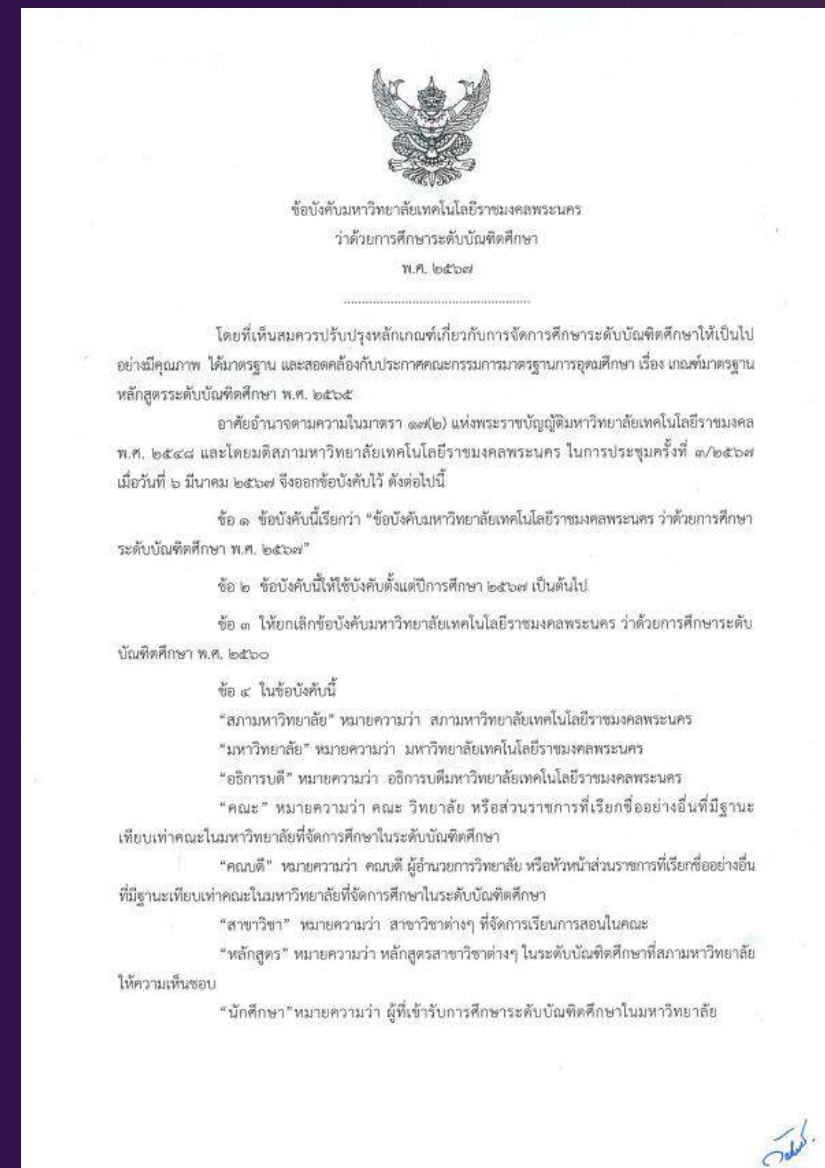 ข้อบังคับมหาวิทยาลัยเทคโนโลยีราชมงคลพระนคร
ว่าด้วยการศึกษาระดับบัณฑิตศึกษา
พ.ศ. ๒๕๖๗
โดยที่เห็นสมควรปรับปรุงหลักเกณฑ์เกี่ยวกับการจัดการศึกษาระดับบัณฑิตศึกษาให้เป็นไป
อย่างมีคุณภาพ ได้มาตรฐาน และสอดคล้องกับประกาศคณะกรรมการมาตรฐานการอุดมศึกษา เรื่อง เกณฑ์มาตรฐาน
หลักสูตรระดับบัณฑิตศึกษา พ.ศ. ๒๕๖๕
อาศัยอำนาจตามความในมาตรา ๑๗(๒) แห่งพระราชบัญญัติมหาวิทยาลัยเทคโนโลยีราชมงคล
พ.ศ. ๒๕๔๘ และโดยมติสภามหาวิทยาลัยเทคโนโลยีราชมงคลพระนคร ในการประชุมครั้งที่ ๓/๒๕๖๗
เมื่อวันที่ ๖ มีนาคม ๒๕๖๗ จึงออกข้อบังคับไว้ ดังต่อไปนี้
ข้อ ๑ ข้อบังคับนี้เรียกว่า “ข้อบังคับมหาวิทยาลัยเทคโนโลยีราชมงคลพระนคร ว่าด้วยการศึกษา
ระดับบัณฑิตศึกษา พ.ศ. ๒๕๖๗”
ข้อ ๒ ข้อบังคับนี้ให้ใช้บังคับตั้งแต่ปีการศึกษา ๒๕๖๗ เป็นต้นไป
ข้อ ๓ ให้ยกเลิกข้อบังคับมหาวิทยาลัยเทคโนโลยีราชมงคลพระนคร ว่าด้วยการศึกษาระดับ
บัณฑิตศึกษา พ.ศ. ๒๕๖๐
ข้อ ๔ ในข้อบังคับนี้
“สภามหาวิทยาลัย” หมายความว่า สภามหาวิทยาลัยเทคโนโลยีราชมงคลพระนคร
“มหาวิทยาลัย” หมายความว่า มหาวิทยาลัยเทคโนโลยีราชมงคลพระนคร
“อธิการบดี” หมายความว่า อธิการบดีมหาวิทยาลัยเทคโนโลยีราชมงคลพระนคร
“คณะ” หมายความว่า คณะ วิทยาลัย หรือส่วนราชการที่เรียกชื่ออย่างอื่นที่มีฐานะ
เทียบเท่าคณะในมหาวิทยาลัยที่จัดการศึกษาในระดับบัณฑิตศึกษา
“คณบดี” หมายความว่า คณบดี ผู้อำนวยการวิทยาลัย หรือหัวหน้าส่วนราชการที่เรียกชื่ออย่างอื่น
ที่มีฐานะเทียบเท่าคณะในมหาวิทยาลัยที่จัดการศึกษาในระดับบัณฑิตศึกษา
“สาขาวิชา” หมายความว่า สาขาวิชาต่างๆ ที่จัดการเรียนการสอนในคณะ
“หลักสูตร” หมายความว่า หลักสูตรสาขาวิชาต่างๆ ในระดับบัณฑิตศึกษาที่สภามหาวิทยาลัย
ให้ความเห็นชอบ
“นักศึกษา”หมายความว่า ผู้ที่เข้ารับการศึกษาระดับบัณฑิตศึกษาในมหาวิทยาลัย